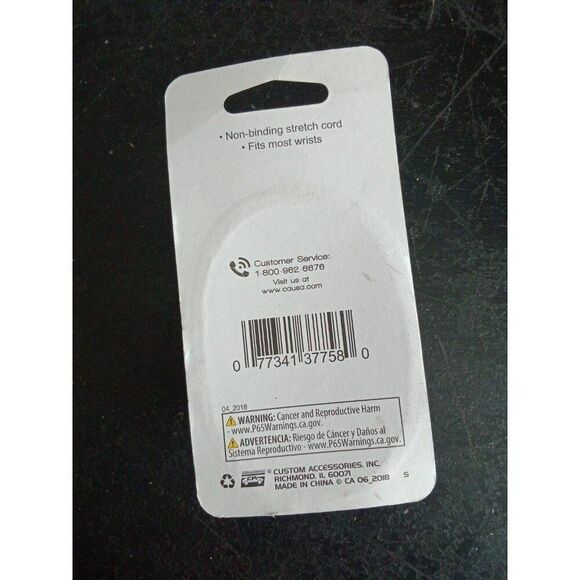 • Non-binding stretch cord
• Fits most wrists
Customer Service:
1-800-962-6676
Visit us at
www.causa.com
0 77341 37758 0
04_2018
WARNING: Cancer and Reproductive Harm
- www.P65Warnings.ca.gov.
ADVERTENCIA: Riesgo de Cáncer y Daños al
Sistema Reproductivo - www.P65Warnings.ca.gov.
CUSTOM ACCESSORIES, INC.
RICHMOND, IL 60071
MADE IN CHINA © CA 06_2018 S